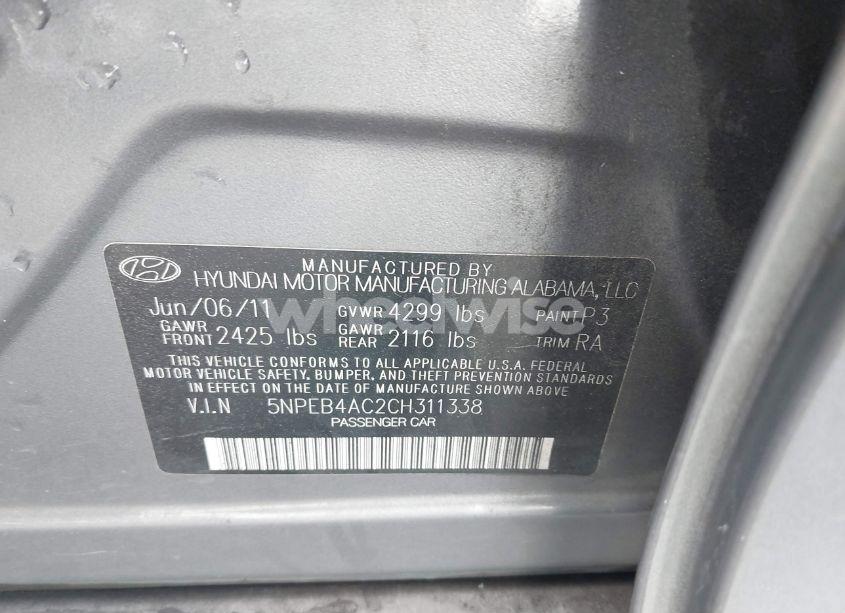 MANUFACTURED BY
HYUNDAI MOTOR MANUFACTURING ALABAMA, LLC
Jun/06/11 GVWR 4299 lbs PAINT P3
GAWR FRONT 2425 lbs GAWR REAR 2116 lbs TRIM RA
THIS VEHICLE CONFORMS TO ALL APPLICABLE U.S.A. FEDERAL
MOTOR VEHICLE SAFETY, BUMPER, AND THEFT PREVENTION STANDARDS
IN EFFECT ON THE DATE OF MANUFACTURE SHOWN ABOVE
V.I.N 5NPEB4AC2CH311338
PASSENGER CAR
wheelwise